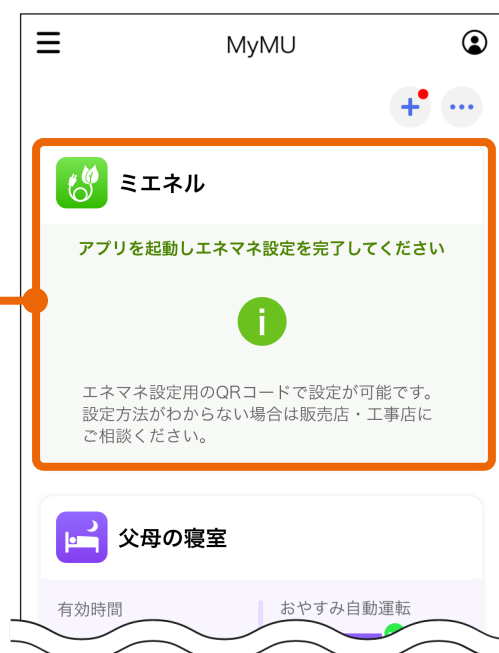 MyMU
ミエネル
アプリを起動しエネマネ設定を完了してください
i
エネマネ設定用のQRコードで設定が可能です。
設定方法がわからない場合は販売店・工事店に
ご相談ください。
父母の寝室
有効時間
おやすみ自動運転